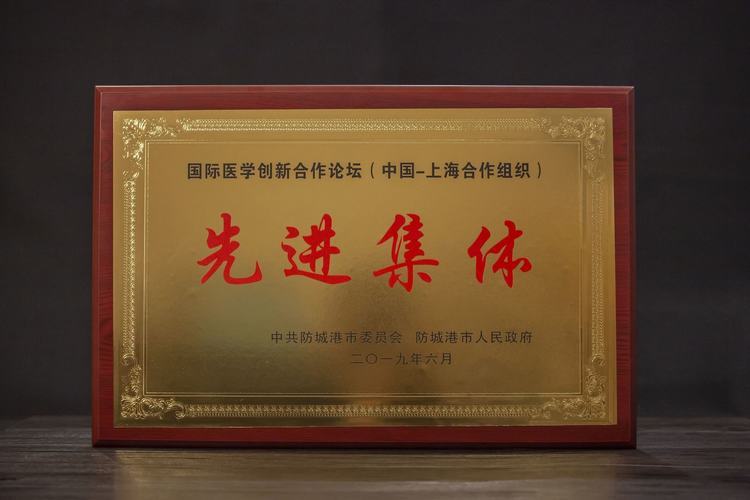 国际医学创新合作论坛（中国–上海合作组织）
先进集体
中共防城港市委员会 防城港市人民政府
二〇一九年六月